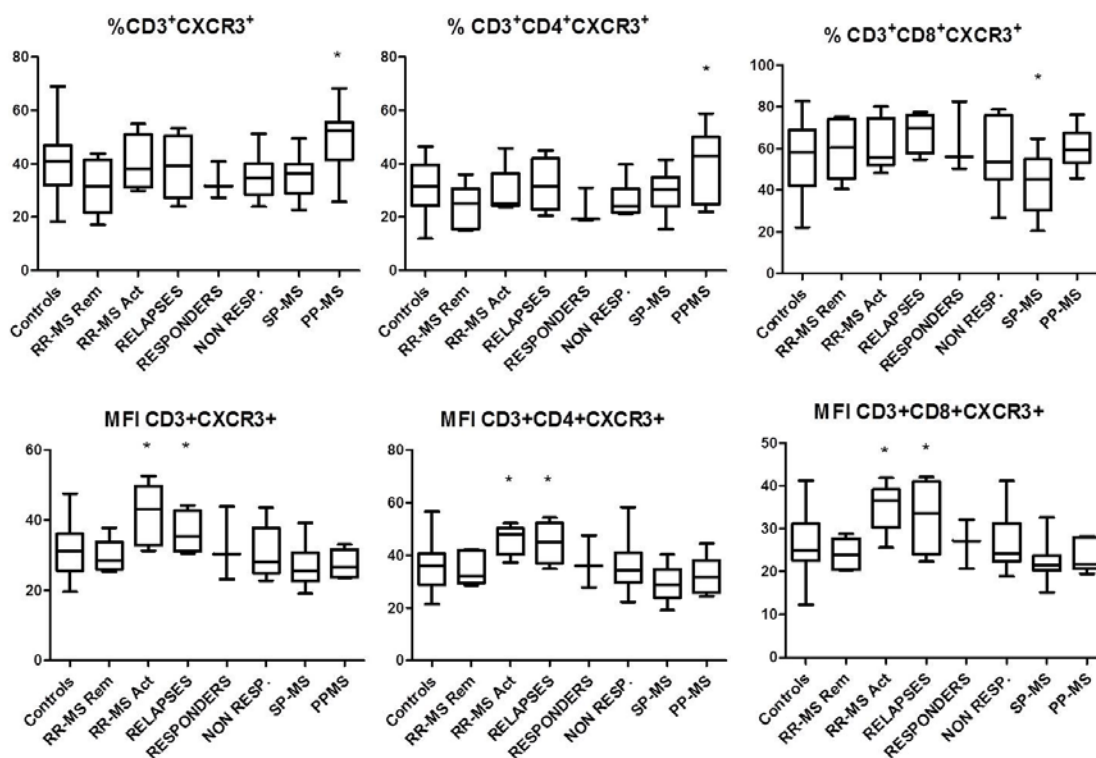 %CD3⁺CXCR3⁺
*
80
60
40
20
0
Controls
RR-MS Rem
RR-MS Act
RELAPSES
RESPONDERS
NON RESP.
SP-MS
PP-MS
% CD3⁺CD4⁺CXCR3⁺
*
80
60
40
20
0
Controls
RR-MS Rem
RR-MS Act
RELAPSES
RESPONDERS
NON RESP.
SP-MS
PPMS
% CD3⁺CD8⁺CXCR3⁺
*
100
80
60
40
20
0
Controls
RR-MS Rem
RR-MS Act
RELAPSES
RESPONDERS
NON RESP.
SP-MS
PP-MS
MFI CD3+CXCR3+
* *
60
40
20
0
Controls
RR-MS Rem
RR-MS Act
RELAPSES
RESPONDERS
NON RESP.
SP-MS
PPMS
MFI CD3+CD4+CXCR3+
* *
80
60
40
20
0
Controls
RR-MS Rem
RR-MS Act
RELAPSES
RESPONDERS
NON RESP.
SP-MS
PP-MS
MFI CD3+CD8+CXCR3+
* *
50
40
30
20
10
0
Controls
RR-MS Rem
RR-MS Act
RELAPSES
RESPONDERS
NON RESP.
SP-MS
PP-MS